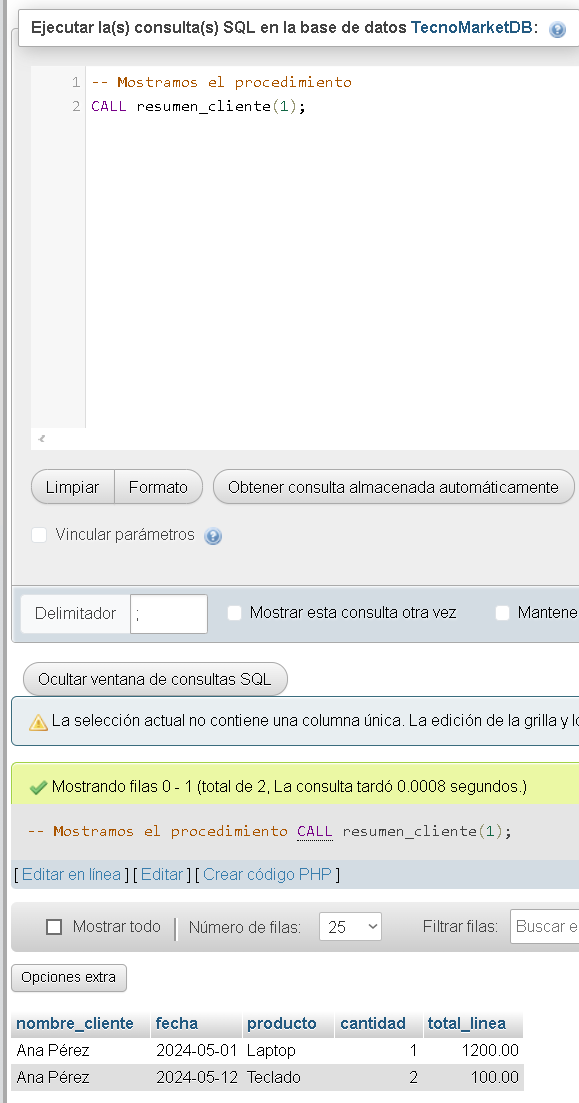 Ejecutar la(s) consulta(s) SQL en la base de datos TecnoMarketDB:
1 -- Mostramos el procedimiento
2 CALL resumen_cliente(1);
Limpiar Formato Obtener consulta almacenada automáticamente
Vincular parámetros
Delimitador ; Mostrar esta consulta otra vez Mantene
Ocultar ventana de consultas SQL
La selección actual no contiene una columna única. La edición de la grilla y lo
Mostrando filas 0 - 1 (total de 2, La consulta tardó 0.0008 segundos.)
-- Mostramos el procedimiento CALL resumen_cliente(1);
[ Editar en línea ] [ Editar ] [ Crear código PHP ]
Mostrar todo Número de filas: 25 Filtrar filas: Buscar e
Opciones extra
nombre_cliente fecha producto cantidad total_linea
Ana Pérez 2024-05-01 Laptop 1 1200.00
Ana Pérez 2024-05-12 Teclado 2 100.00